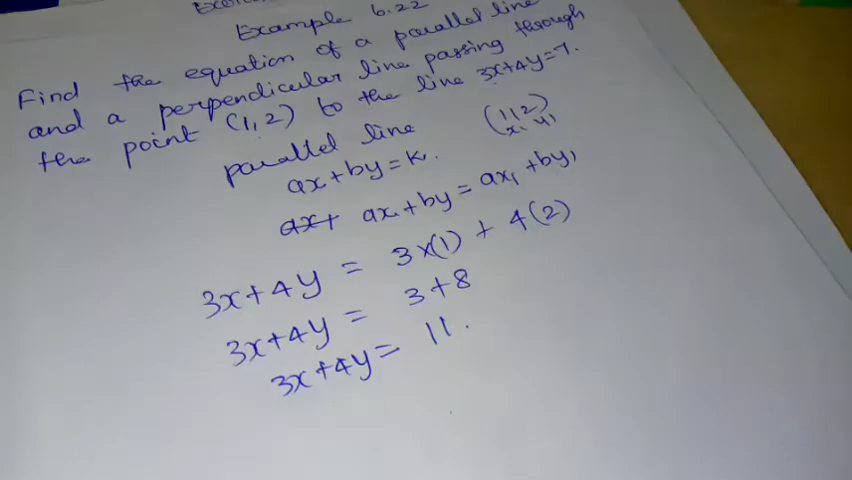 Example 6.22
Find the equation of a parallel line
and a perpendicular line passing through
the point (1,2) to the line 3x+4y=7.
parallel line (1,2)
x₁ y₁
ax+by=k.
ax+by = ax₁+by₁
3x+4y = 3x(1) + 4(2)
3x+4y = 3+8
3x+4y = 11.